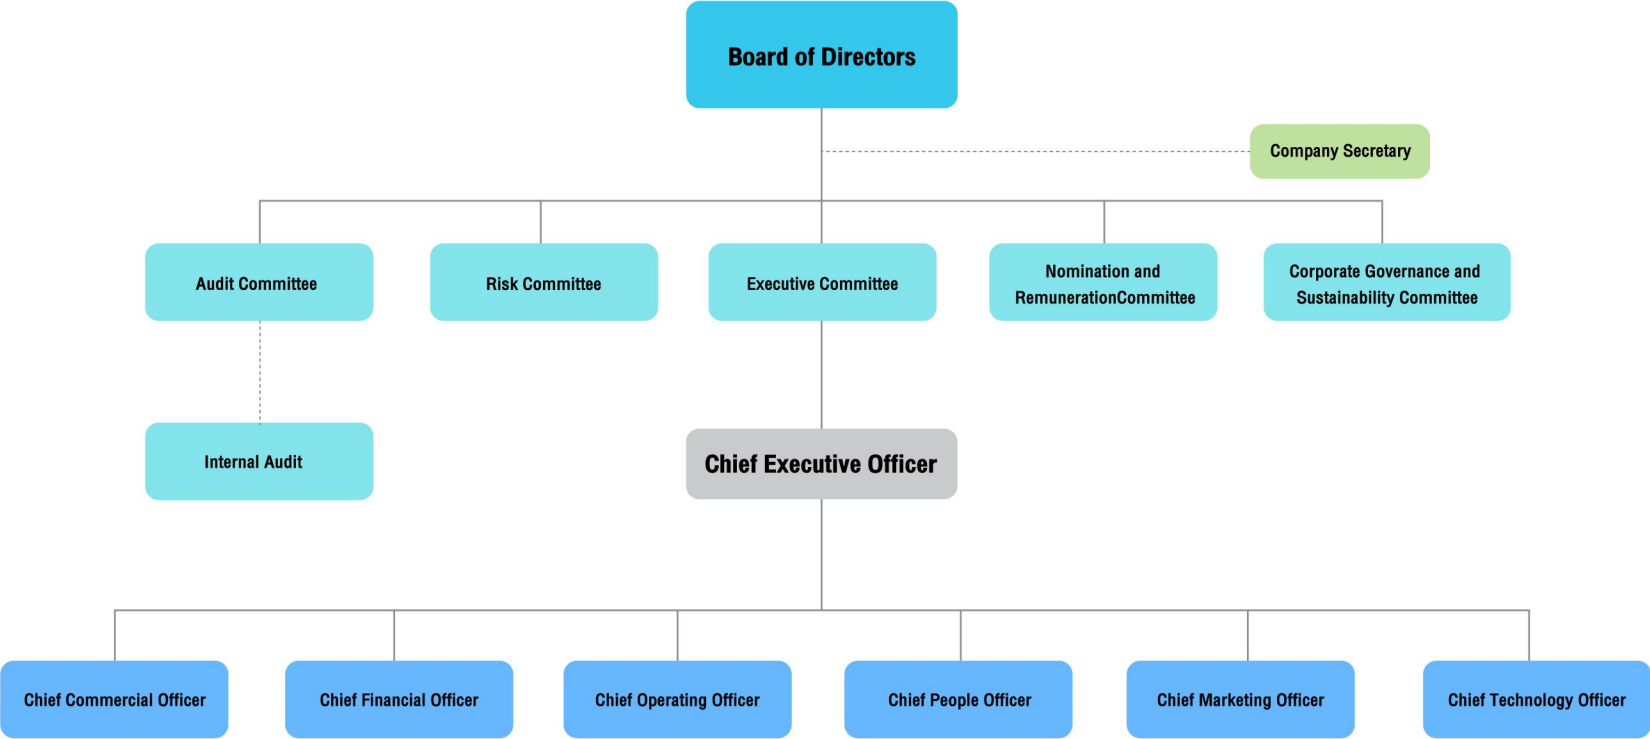 Board of Directors
Company Secretary
Audit Committee
Risk Committee
Executive Committee
Nomination and
RemunerationCommittee
Corporate Governance and
Sustainability Committee
Internal Audit
Chief Executive Officer
Chief Commercial Officer
Chief Financial Officer
Chief Operating Officer
Chief People Officer
Chief Marketing Officer
Chief Technology Officer